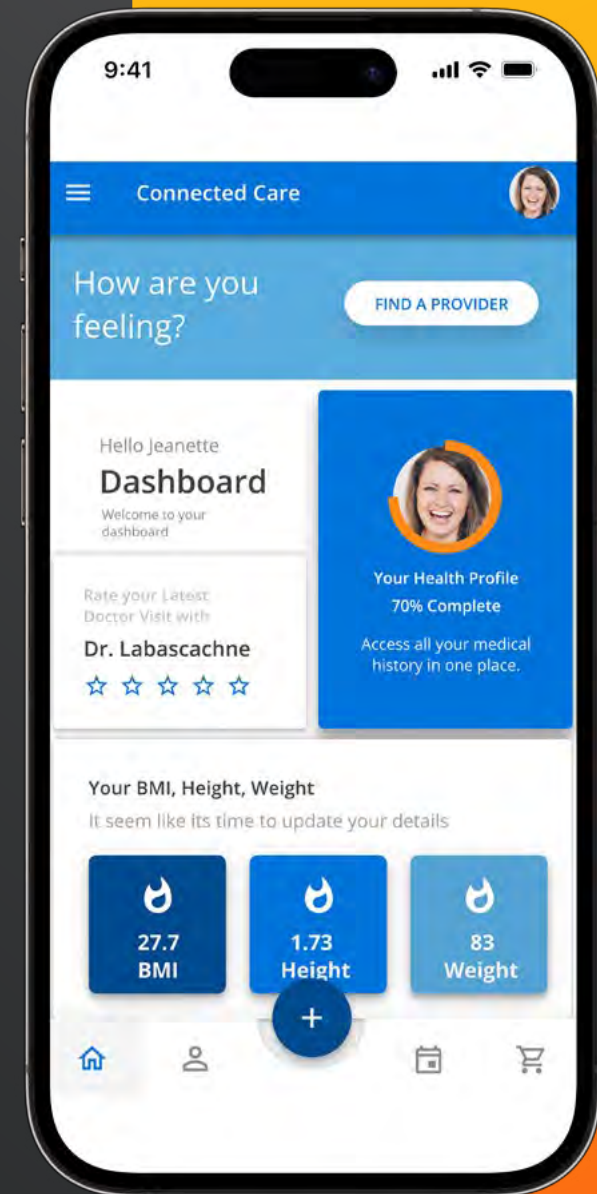 9:41
Connected Care
How are you
feeling?
FIND A PROVIDER
Hello Jeanette
Dashboard
Welcome to your
dashboard
Rate your Latest
Doctor Visit with
Dr. Labascachne
Your Health Profile
70% Complete
Access all your medical
history in one place.
Your BMI, Height, Weight
It seem like its time to update your details
27.7
BMI
1.73
Height
83
Weight